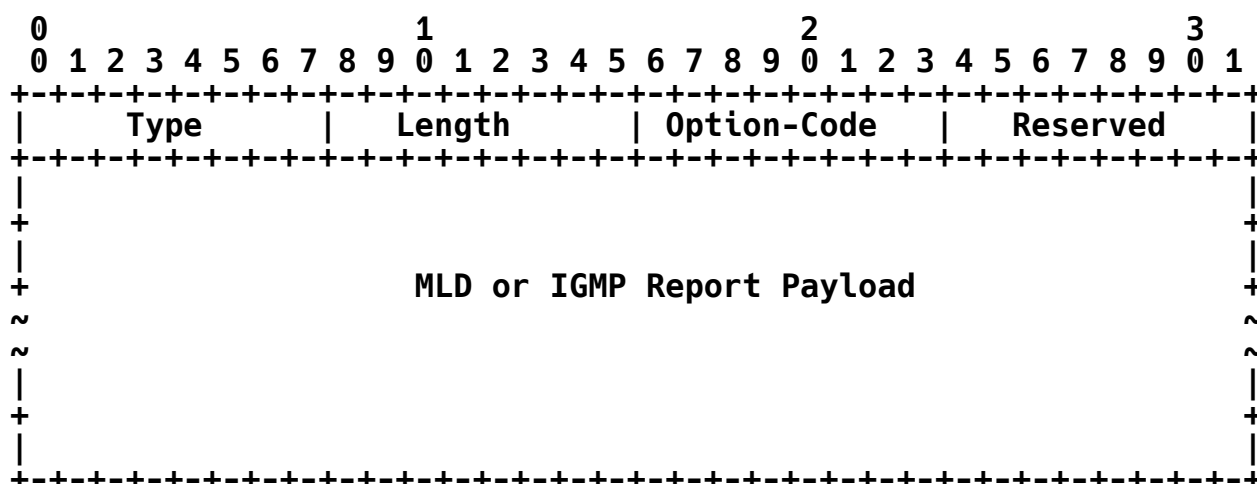 0                   1                   2                   3
0 1 2 3 4 5 6 7 8 9 0 1 2 3 4 5 6 7 8 9 0 1 2 3 4 5 6 7 8 9 0 1
+-+-+-+-+-+-+-+-+-+-+-+-+-+-+-+-+-+-+-+-+-+-+-+-+-+-+-+-+-+-+-+-+
|     Type      |   Length      | Option-Code   |   Reserved    |
+-+-+-+-+-+-+-+-+-+-+-+-+-+-+-+-+-+-+-+-+-+-+-+-+-+-+-+-+-+-+-+-+
|                                                               |
+                                                               +
|                                                               |
+                    MLD or IGMP Report Payload                 +
~                                                               ~
~                                                               ~
|                                                               |
+                                                               +
|                                                               |
+-+-+-+-+-+-+-+-+-+-+-+-+-+-+-+-+-+-+-+-+-+-+-+-+-+-+-+-+-+-+-+-+